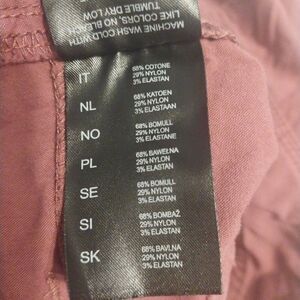 MACHINE WASH COLD WITH
LIKE COLORS, NO BLEACH
TUMBLE DRY LOW
IT
68% COTONE
29% NYLON
3% ELASTAN
NL
68% KATOEN
29% NYLON
3% ELASTAAN
NO
68% BOMULL
29% NYLON
3% ELASTANE
PL
68% BAWEŁNA
29% NYLON
3% ELASTAN
SE
68% BOMULL
29% NYLON
3% ELASTAN
SI
68% BOMBAŽ
29% NYLON
3% ELASTAN
SK
68% BAVLNA
29% NYLON
3% ELASTAN